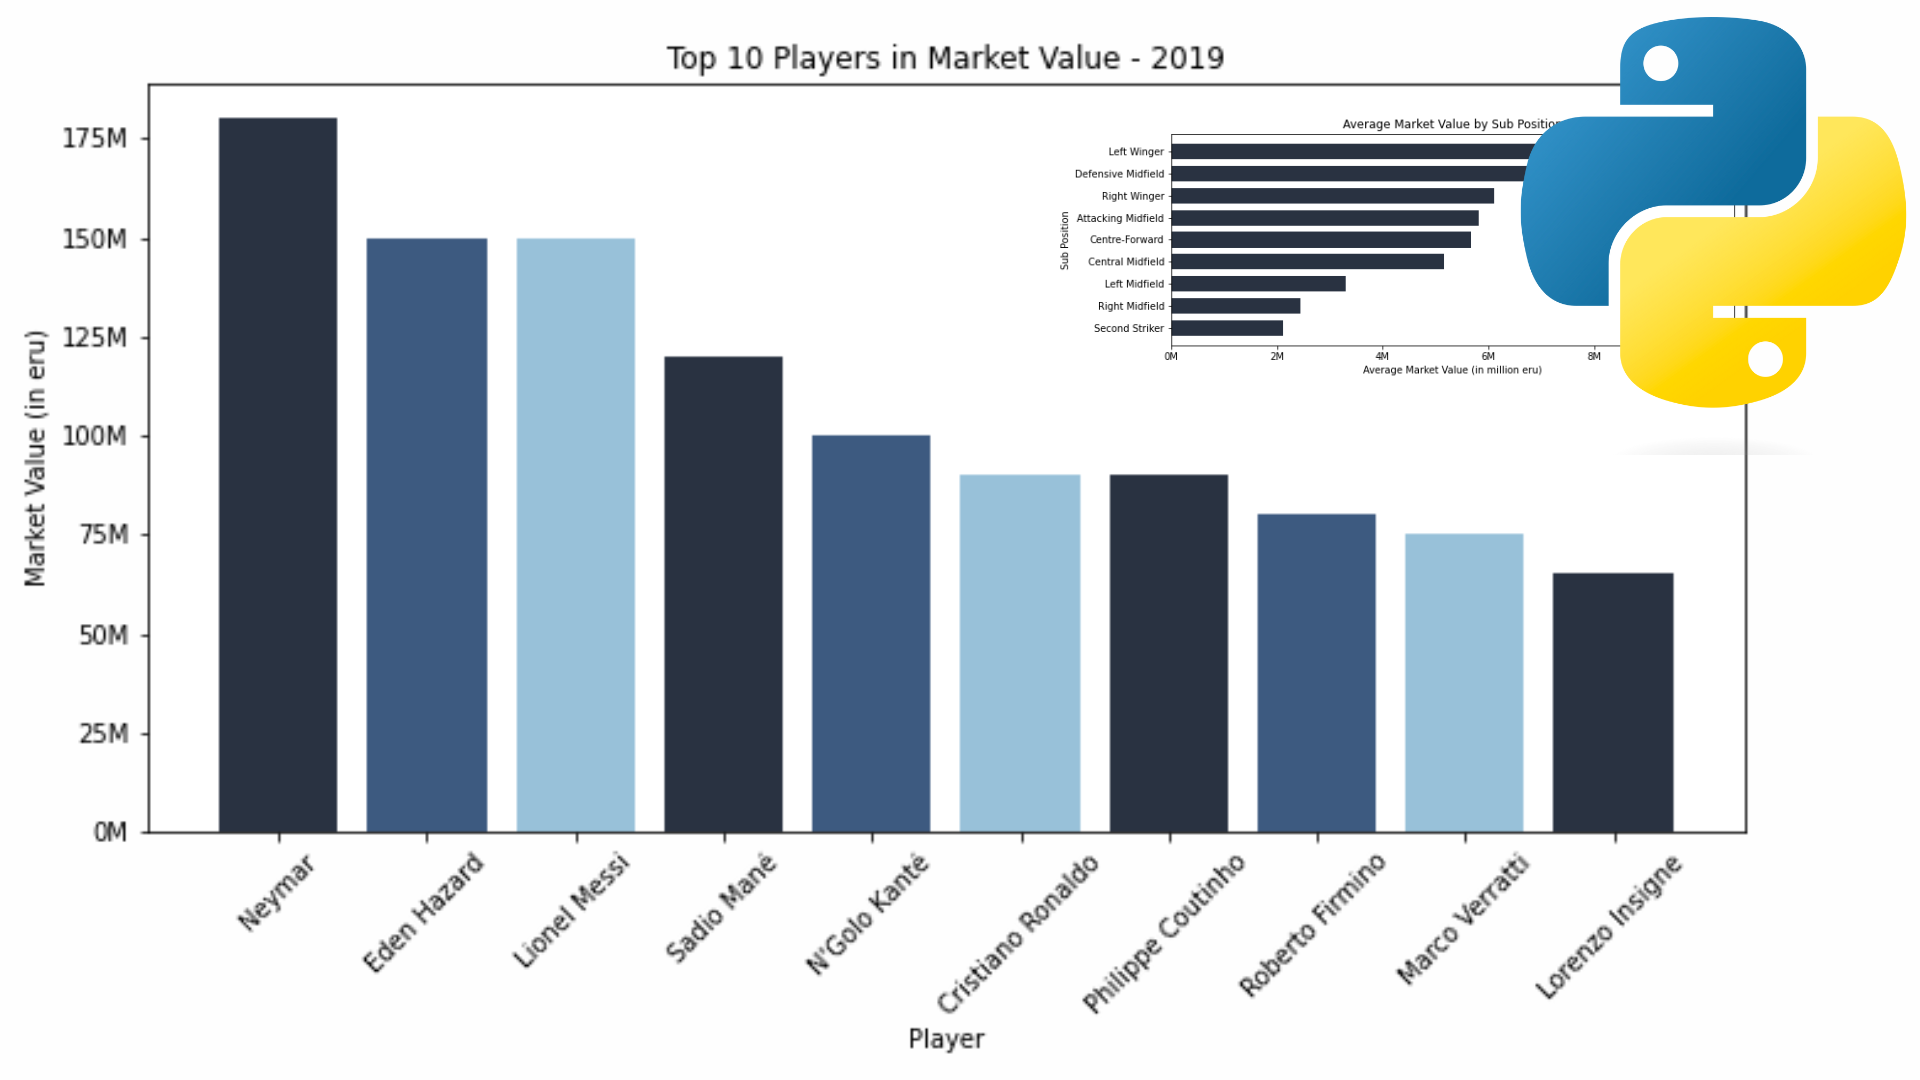 Top 10 Players in Market Value - 2019
175M
150M
125M
100M
75M
50M
25M
0M
Market Value (in eru)
Neymar
Eden Hazard
Lionel Messi
Sadio Mané
N'Golo Kanté
Cristiano Ronaldo
Philippe Coutinho
Roberto Firmino
Marco Verratti
Lorenzo Insigne
Player
Average Market Value by Sub Position
Left Winger
Defensive Midfield
Right Winger
Attacking Midfield
Centre-Forward
Central Midfield
Left Midfield
Right Midfield
Second Striker
Sub Position
0M 2M 4M 6M 8M
Average Market Value (in million eru)